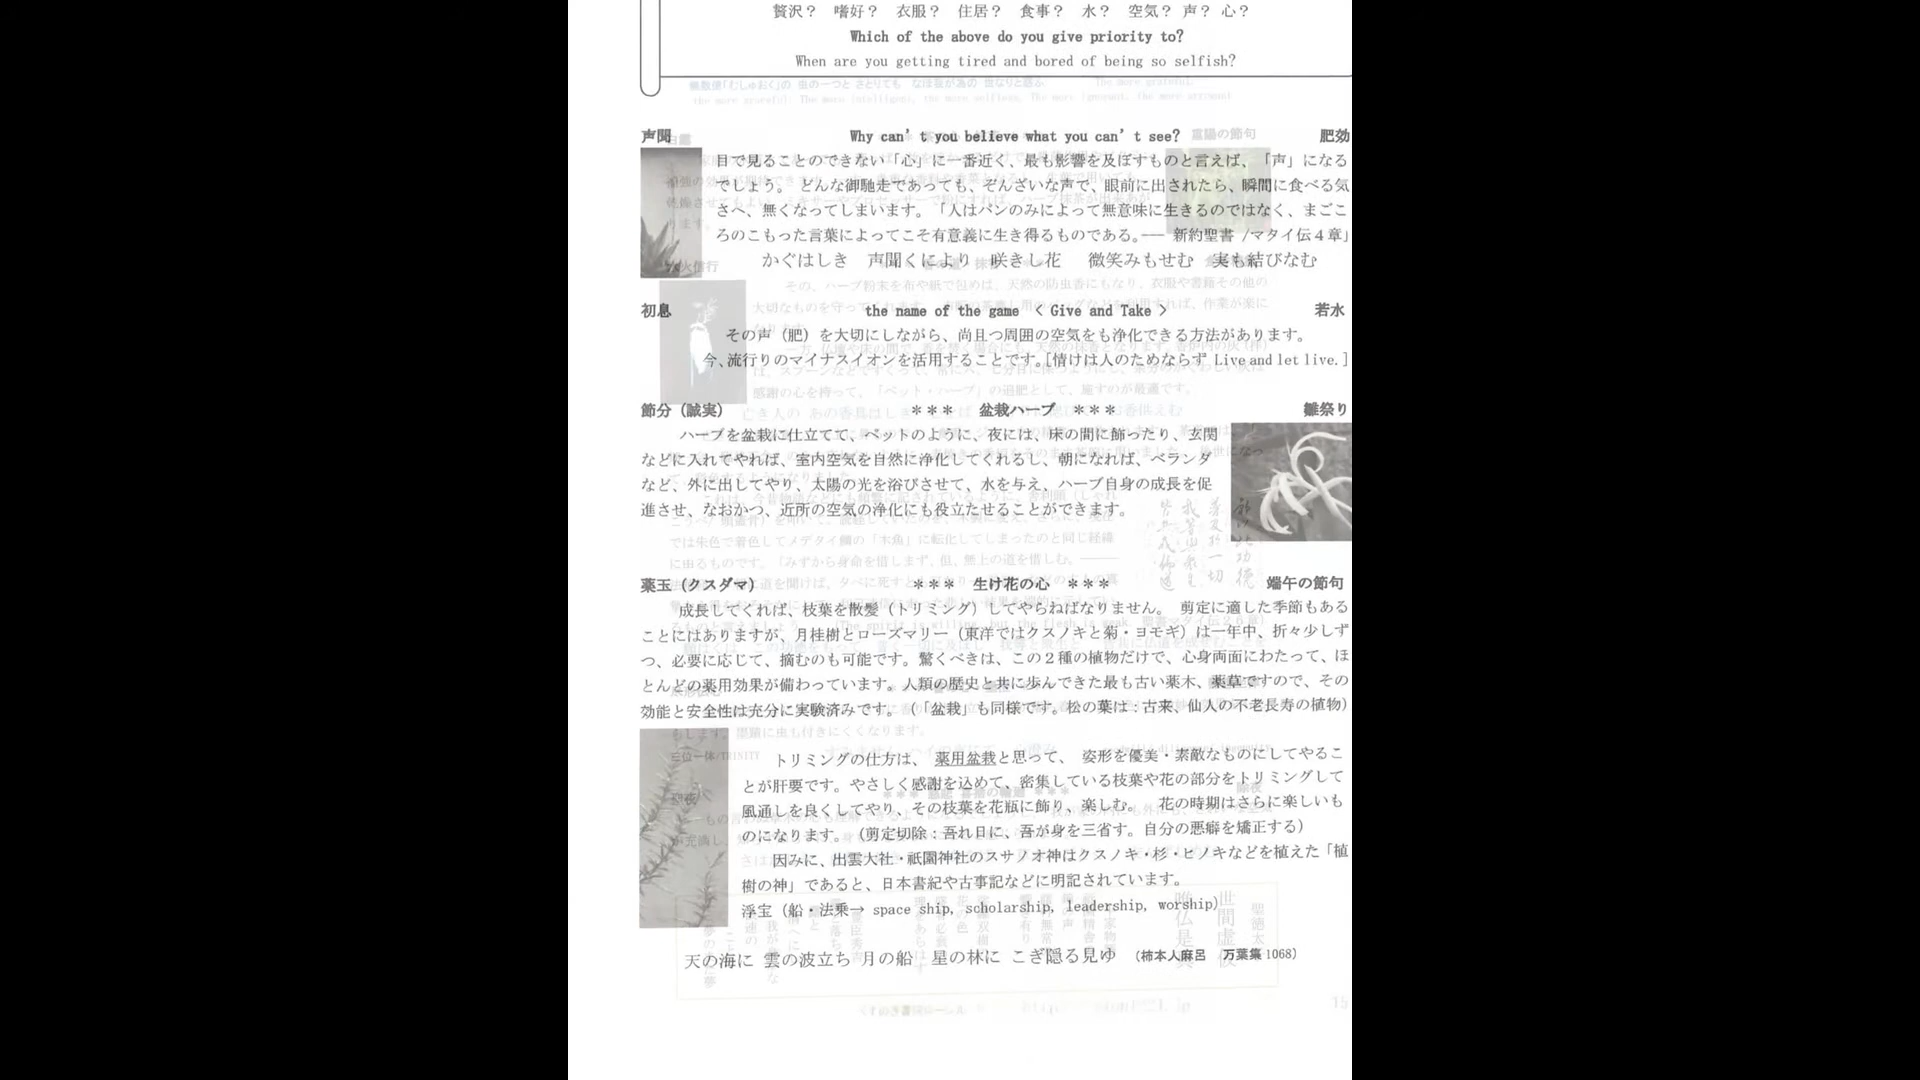 贅沢？　嗜好？　衣服？　住居？　食事？　水？　空気？ 声？ 心？
Which of the above do you give priority to?
When are you getting tired and bored of being so selfish?
声聞　Why can't you believe what you can't see?　肥効
目で見ることのできない「心」に一番近く、最も影響を及ぼすものと言えば、「声」になる
でしょう。 どんな御馳走であっても、ぞんざいな声で、眼前に出されたら、瞬間に食べる気
さへ、無くなってしまいます。「人はパンのみによって無意味に生きるのではなく、まごこ
ろのこもった言葉によってこそ有意義に生き得るものである。―― 新約聖書 /マタイ伝４章」
かぐはしき　声聞くにより　咲きし花　微笑みもせむ　実も結びなむ
初息　the name of the game ＜ Give and Take ＞　若水
その声（肥）を大切にしながら、尚且つ周囲の空気をも浄化できる方法があります。
今、流行りのマイナスイオンを活用することです。[情けは人のためならず Live and let live.]
節分（誠実）　＊＊＊　盆栽ハーブ　＊＊＊　雛祭り
ハーブを盆栽に仕立てて、ペットのように、夜には、床の間に飾ったり、玄関
などに入れてやれば、室内空気を自然に浄化してくれるし、朝になれば、ベランダ
など、外に出してやり、太陽の光を浴びさせて、水を与え、ハーブ自身の成長を促
進させ、なおかつ、近所の空気の浄化にも役立たせることができます。
薬玉（クスダマ）　＊＊＊　生け花の心　＊＊＊　端午の節句
成長してくれば、枝葉を散髪（トリミング）してやらねばなりません。 剪定に適した季節もある
ことにはありますが、月桂樹とローズマリー（東洋ではクスノキと菊・ヨモギ）は一年中、折々少しず
つ、必要に応じて、摘むのも可能です。驚くべきは、この２種の植物だけで、心身両面にわたって、ほ
とんどの薬用効果が備わっています。人類の歴史と共に歩んできた最も古い薬木、薬草ですので、その
効能と安全性は充分に実験済みです。（「盆栽」も同様です。松の葉は：古来、仙人の不老長寿の植物）
トリミングの仕方は、 薬用盆栽と思って、 姿形を優美・素敵なものにしてやるこ
とが肝要です。やさしく感謝を込めて、密集している枝葉や花の部分をトリミングして
風通しを良くしてやり、その枝葉を花瓶に飾り、楽しむ。　花の時期はさらに楽しいも
のになります。（剪定切除：吾れ日に、吾が身を三省す。自分の悪癖を矯正する）
因みに、出雲大社・祇園神社のスサノオ神はクスノキ・杉・ヒノキなどを植えた「植
樹の神」であると、日本書紀や古事記などに明記されています。
浮宝（船・法乗→ space ship, scholarship, leadership, worship)
天の海に 雲の波立ち 月の船　星の林に こぎ隠る見ゆ　（柿本人麻呂　万葉集 1068）